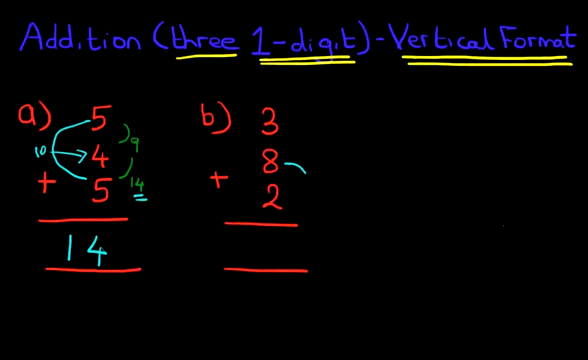 Addition (three 1-digit) - Vertical Format
a) 5
10 4 9
+ 5 14
14
b) 3
8
+ 2